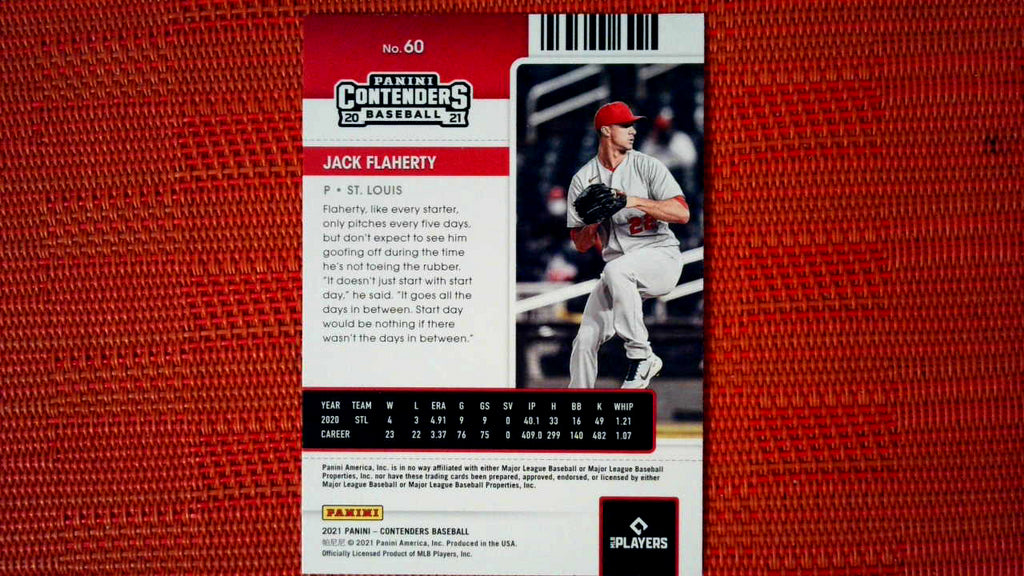 No. 60
PANINI
CONTENDERS
20 BASEBALL 21
JACK FLAHERTY
P • ST. LOUIS
Flaherty, like every starter,
only pitches every five days,
but don't expect to see him
goofing off during the time
he's not toeing the rubber.
"It doesn't just start with start
day," he said. "It goes all the
days in between. Start day
would be nothing if there
wasn't the days in between."
YEAR TEAM W L ERA G GS SV IP H BB K WHIP
2020 STL 4 3 4.91 9 9 0 40.1 33 16 49 1.21
CAREER 23 22 3.37 76 75 0 409.0 299 140 482 1.07
Panini America, Inc. is in no way affiliated with either Major League Baseball or Major League Baseball
Properties, Inc. nor have these trading cards been prepared, approved, endorsed, or licensed by either
Major League Baseball or Major League Baseball Properties, Inc.
PANINI
2021 PANINI – CONTENDERS BASEBALL
帕尼尼 © 2021 Panini America, Inc. Produced in the USA.
Officially Licensed Product of MLB Players, Inc.
MLB PLAYERS